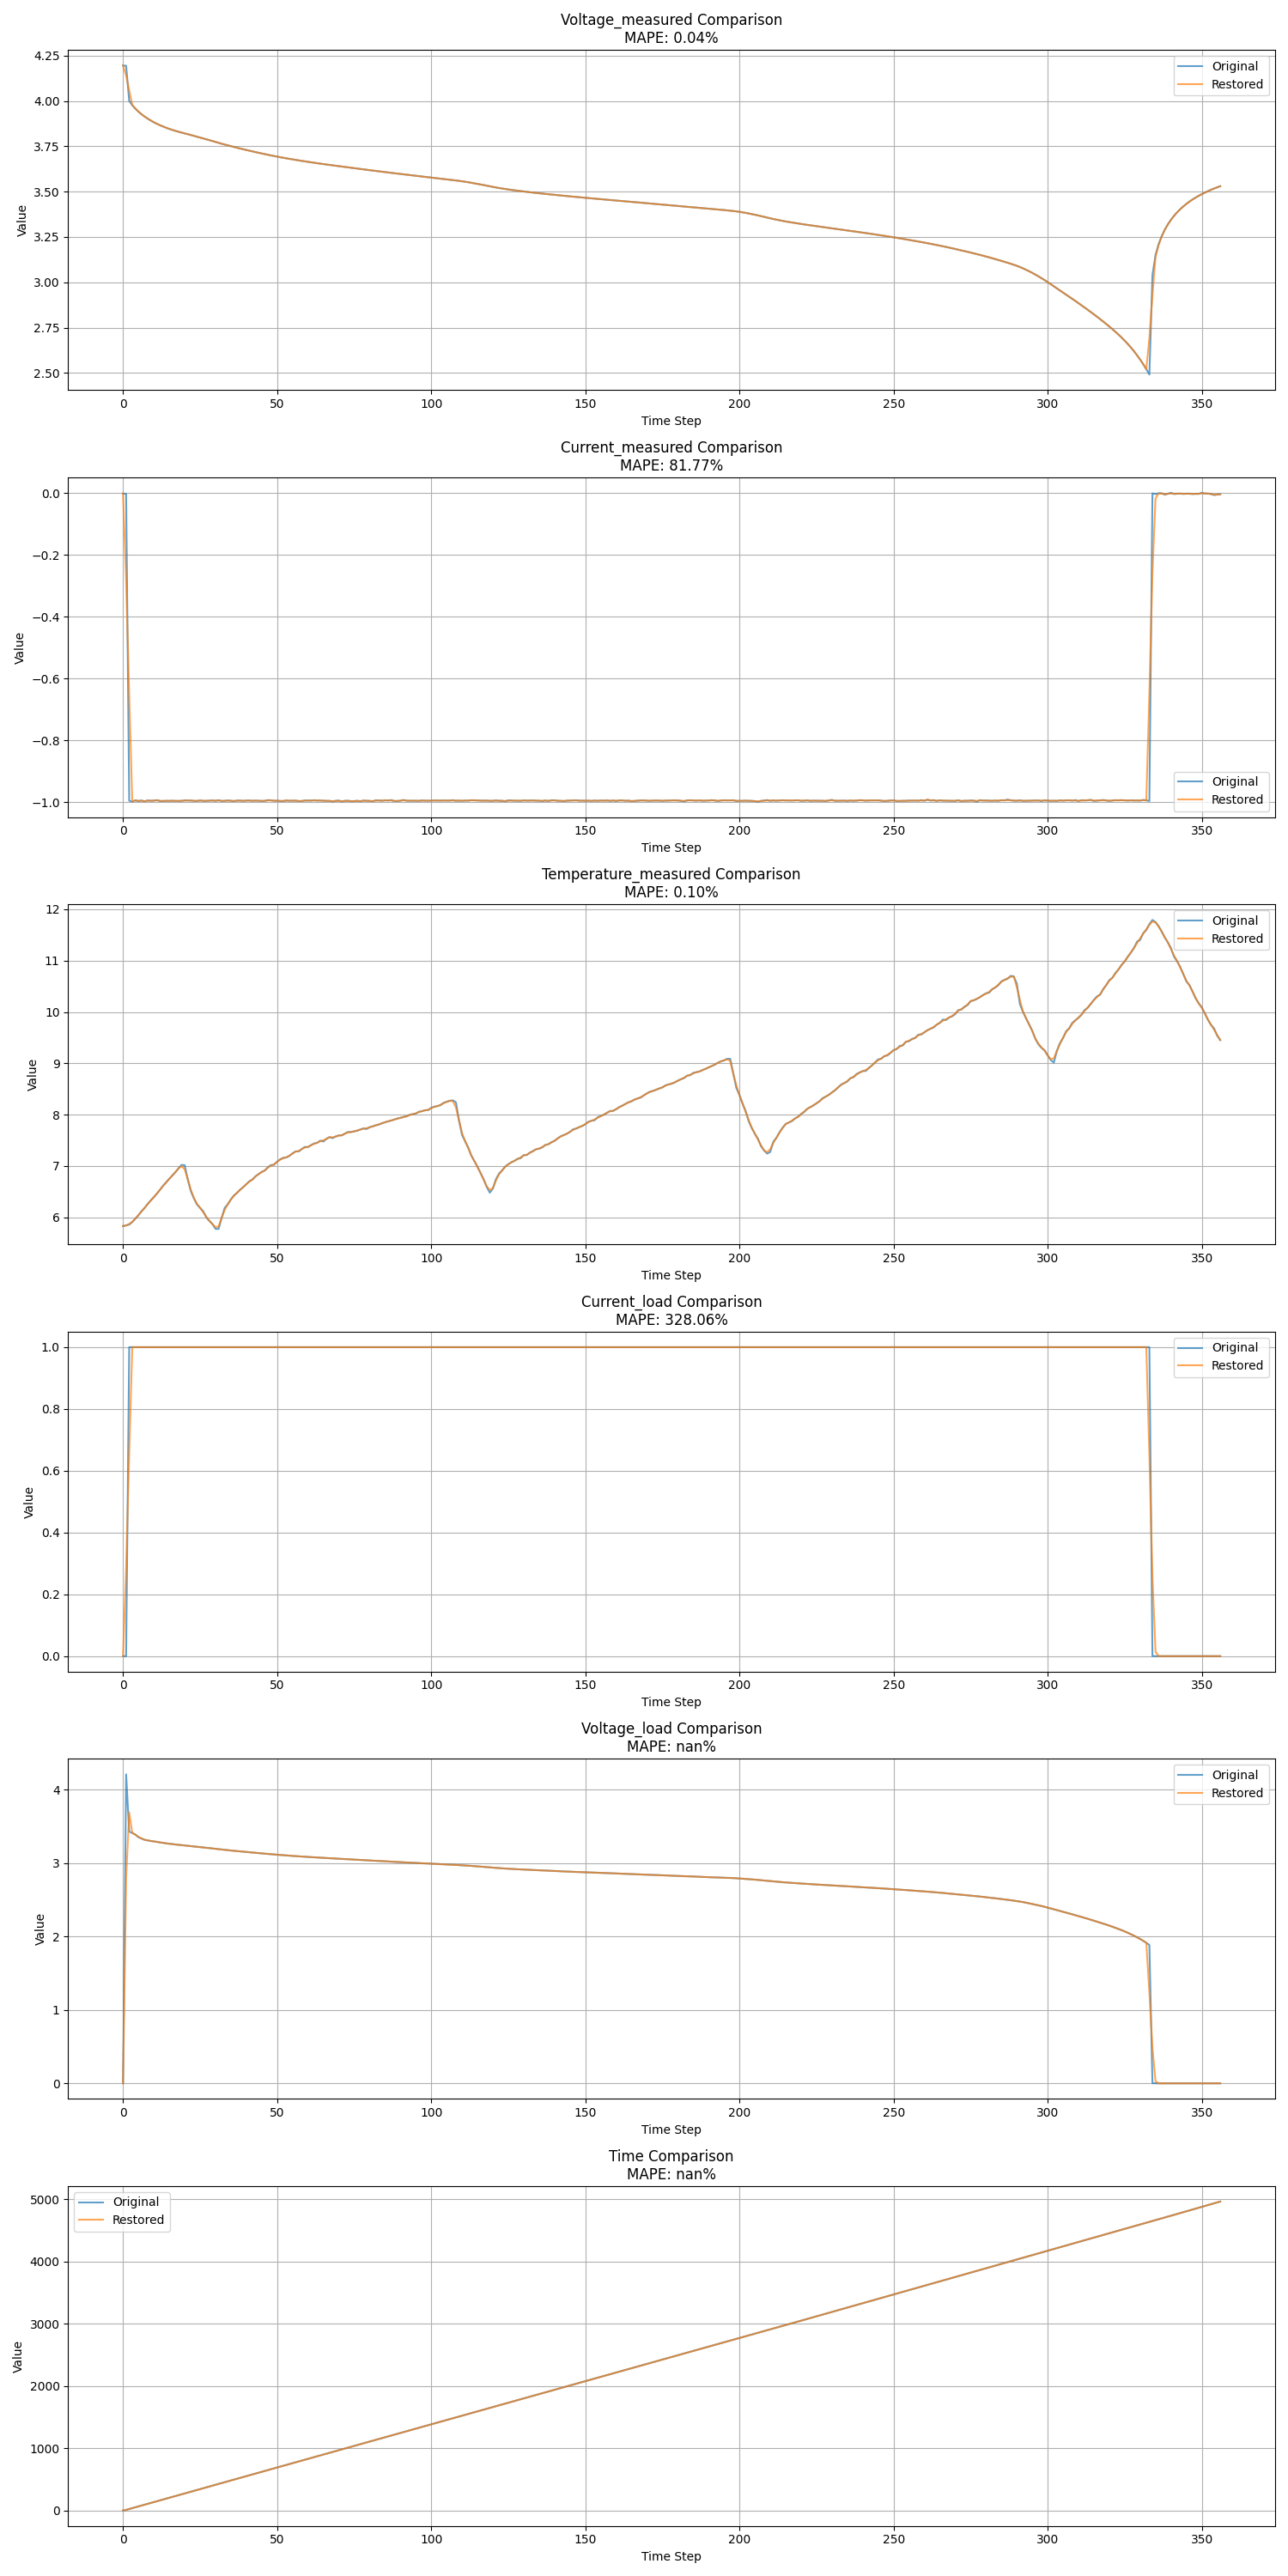 Voltage_measured Comparison
MAPE: 0.04%
4.25
4.00
3.75
3.50
3.25
3.00
2.75
2.50
Value
Original
Restored
0 50 100 150 200 250 300 350
Time Step
Current_measured Comparison
MAPE: 81.77%
0.0
−0.2
−0.4
−0.6
−0.8
−1.0
Value
Original
Restored
0 50 100 150 200 250 300 350
Time Step
Temperature_measured Comparison
MAPE: 0.10%
12
11
10
9
8
7
6
Value
Original
Restored
0 50 100 150 200 250 300 350
Time Step
Current_load Comparison
MAPE: 328.06%
1.0
0.8
0.6
0.4
0.2
0.0
Value
Original
Restored
0 50 100 150 200 250 300 350
Time Step
Voltage_load Comparison
MAPE: nan%
4
3
2
1
0
Value
Original
Restored
0 50 100 150 200 250 300 350
Time Step
Time Comparison
MAPE: nan%
5000
4000
3000
2000
1000
0
Value
Original
Restored
0 50 100 150 200 250 300 350
Time Step